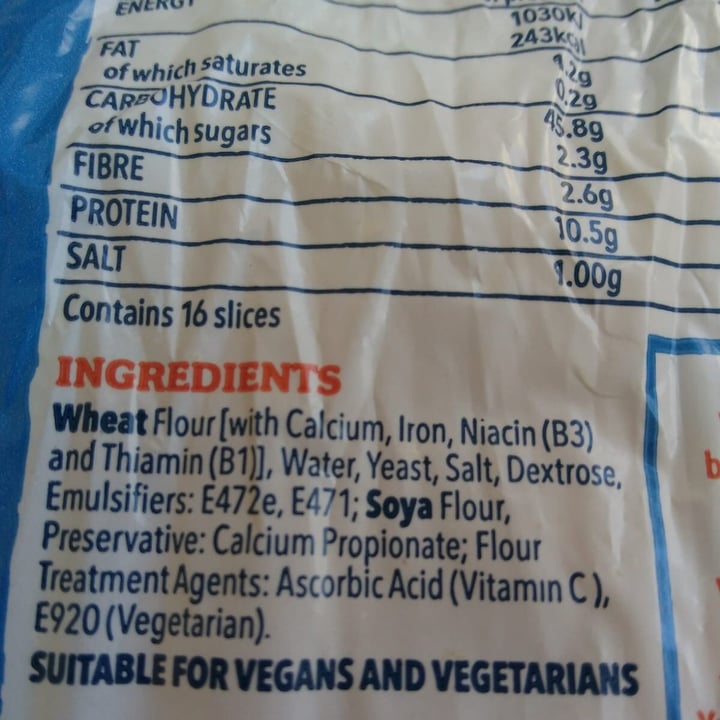 ENERGY
1030kJ
243kcal
FAT 1.2g
of which saturates 0.2g
CARBOHYDRATE 45.8g
of which sugars 2.3g
FIBRE 2.6g
PROTEIN 10.5g
SALT 1.00g
Contains 16 slices
INGREDIENTS
Wheat Flour [with Calcium, Iron, Niacin (B3)
and Thiamin (B1)], Water, Yeast, Salt, Dextrose,
Emulsifiers: E472e, E471; Soya Flour,
Preservative: Calcium Propionate; Flour
Treatment Agents: Ascorbic Acid (Vitamin C),
E920 (Vegetarian).
SUITABLE FOR VEGANS AND VEGETARIANS